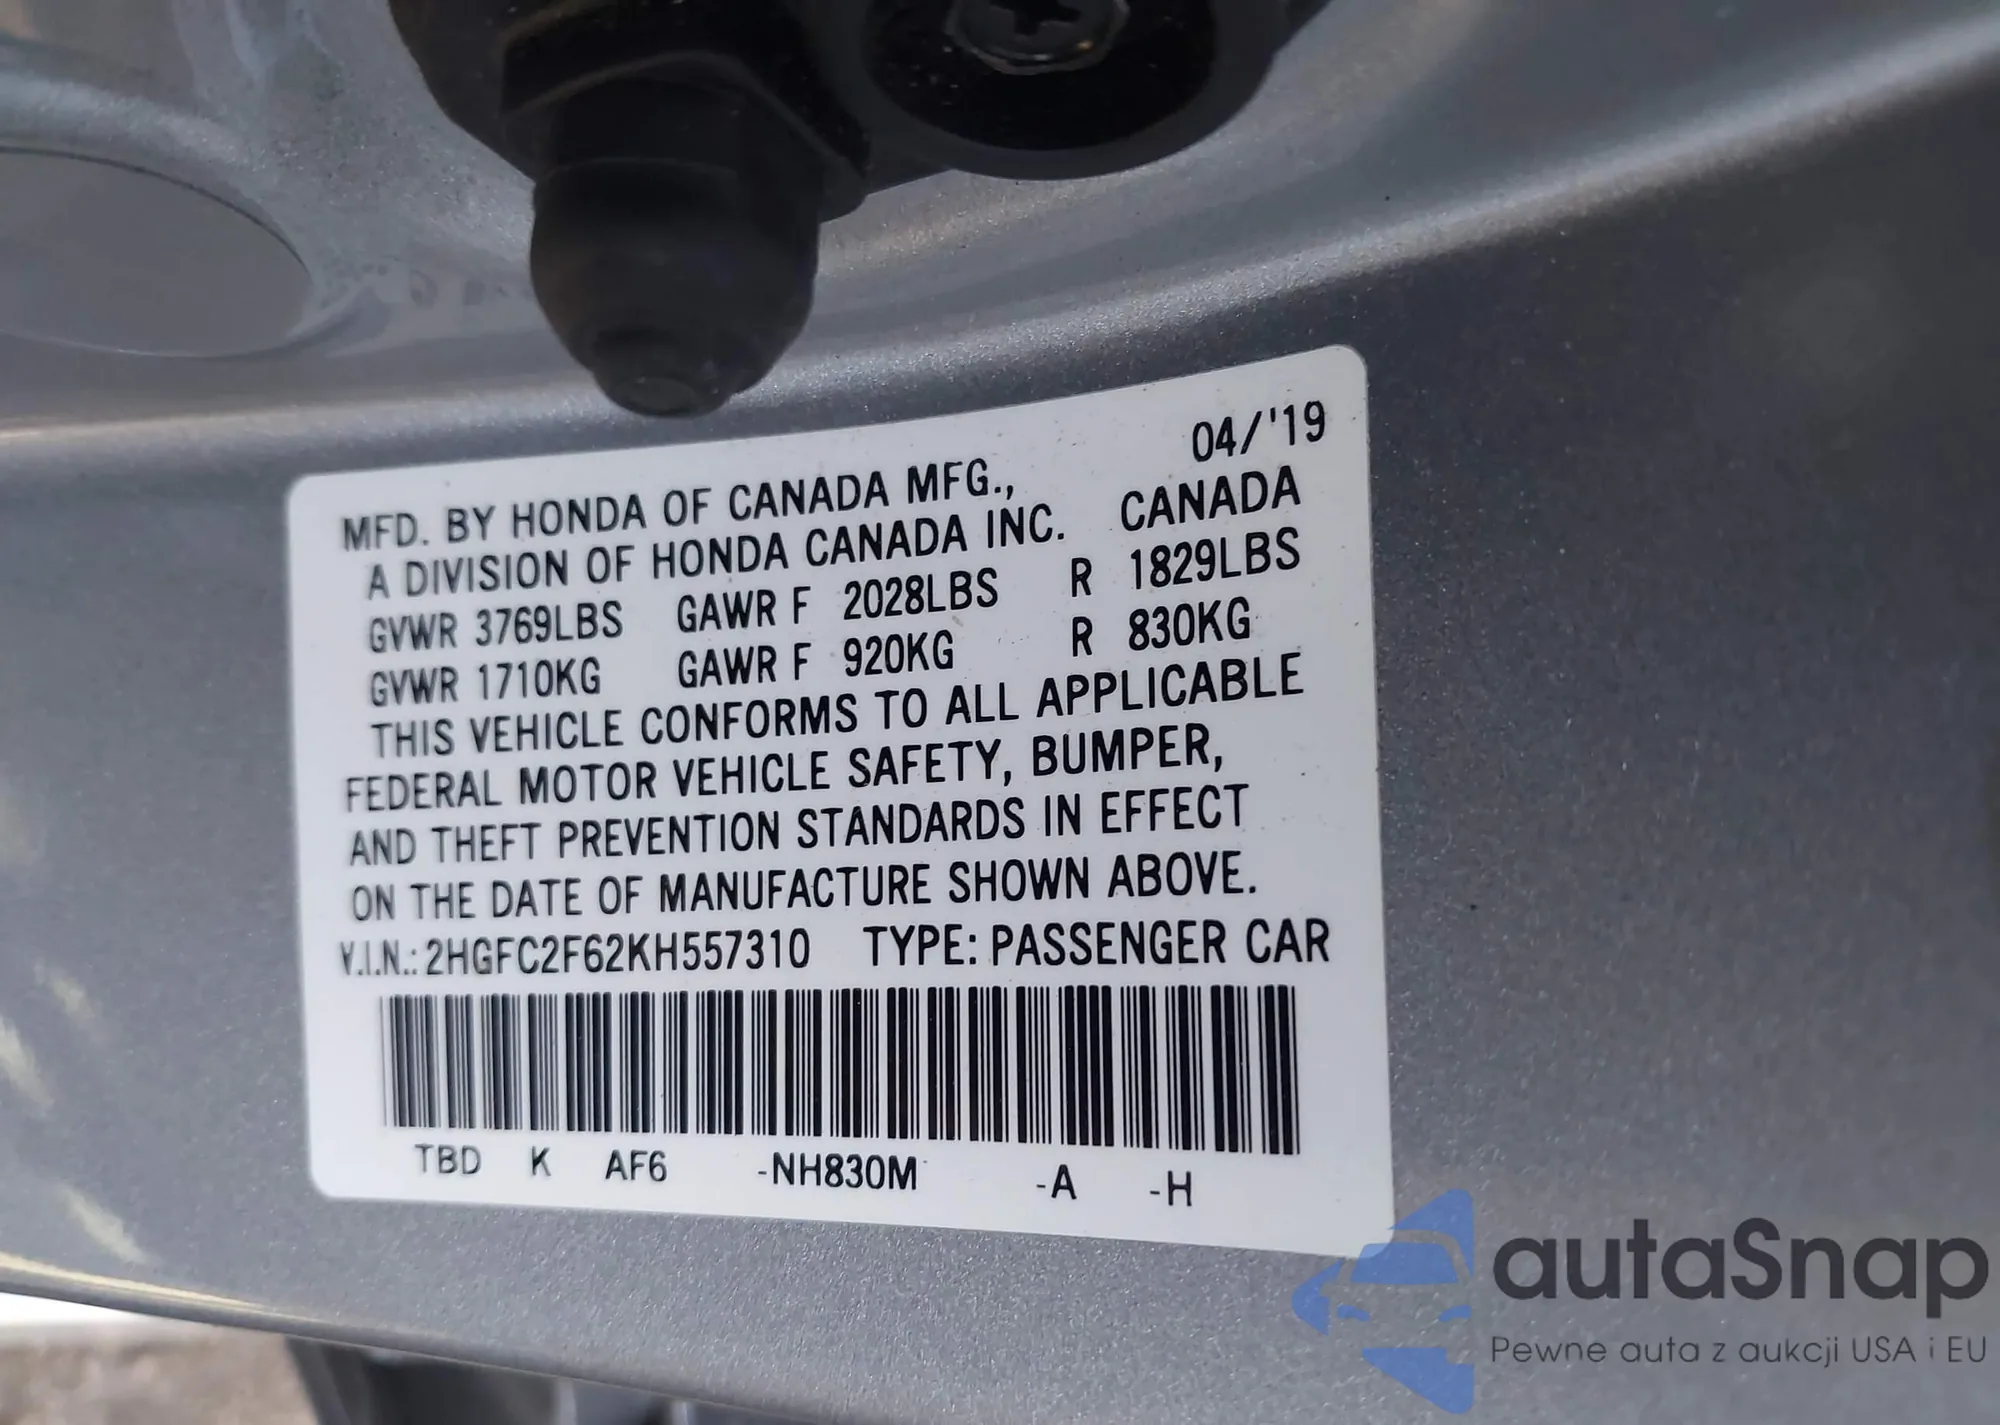 04/'19
MFD. BY HONDA OF CANADA MFG.,
A DIVISION OF HONDA CANADA INC. CANADA
GVWR 3769LBS GAWR F 2028LBS R 1829LBS
GVWR 1710KG GAWR F 920KG R 830KG
THIS VEHICLE CONFORMS TO ALL APPLICABLE
FEDERAL MOTOR VEHICLE SAFETY, BUMPER,
AND THEFT PREVENTION STANDARDS IN EFFECT
ON THE DATE OF MANUFACTURE SHOWN ABOVE.
V.I.N.: 2HGFC2F62KH557310 TYPE: PASSENGER CAR
TBD K AF6 -NH830M -A -H
autaSnap
Pewne auta z aukcji USA i EU